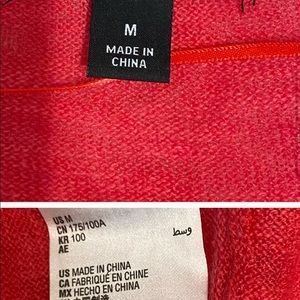 M
MADE IN
CHINA
US M
CN 175/100A
KR 100
AE وسط
US MADE IN CHINA
CA FABRIQUÉ EN CHINE
MX HECHO EN CHINA